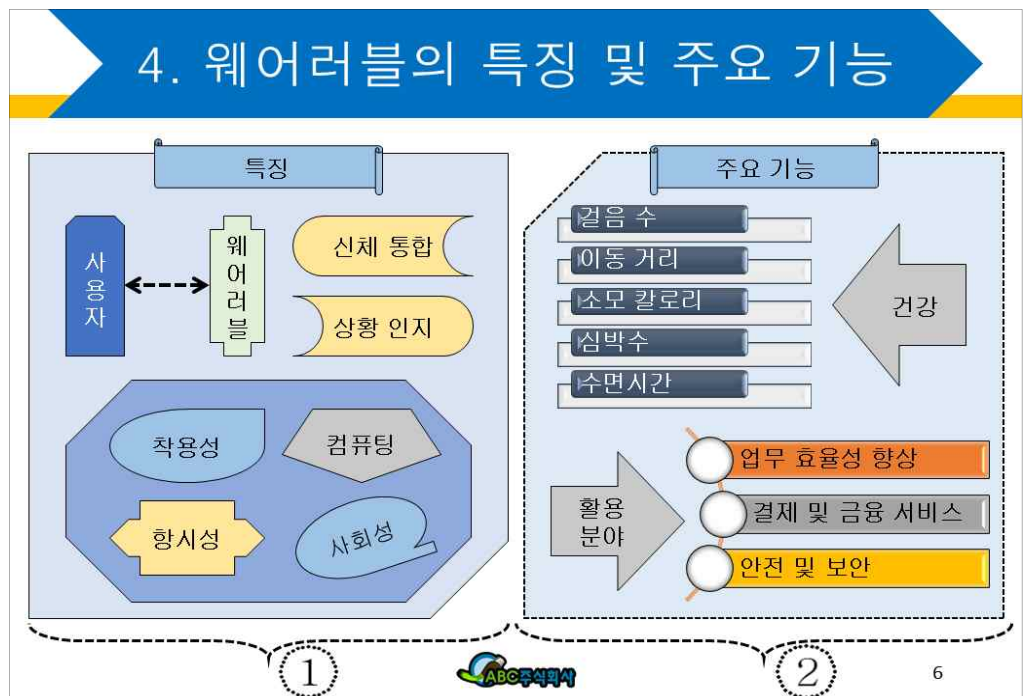 4. 웨어러블의 특징 및 주요 기능
특징
사용자
웨어러블
신체 통합
상황 인지
착용성
컴퓨팅
항시성
사회성
1
주요 기능
걸음 수
이동 거리
소모 칼로리
심박수
수면시간
건강
활용
분야
업무 효율성 향상
결제 및 금융 서비스
안전 및 보안
2
ABC주식회사
6